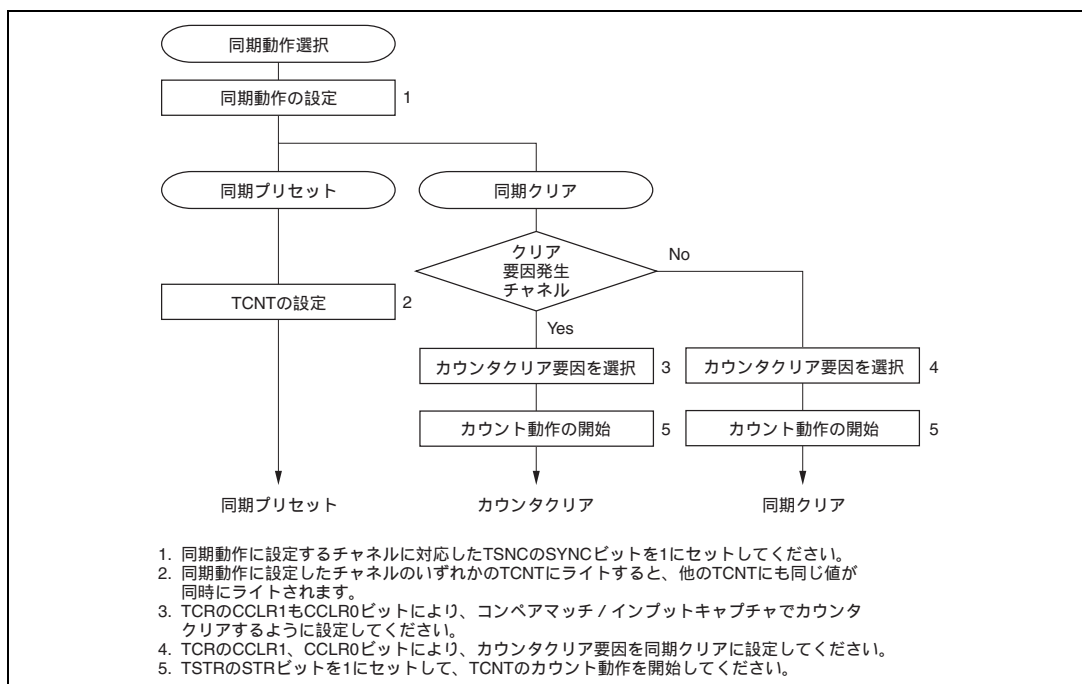 同期動作選択
同期動作の設定 1
同期プリセット 同期クリア
クリア
要因発生
チャネル
No
TCNTの設定 2
Yes
カウンタクリア要因を選択 3 カウンタクリア要因を選択 4
カウント動作の開始 5 カウント動作の開始 5
同期プリセット カウンタクリア 同期クリア
1. 同期動作に設定するチャネルに対応したTSNCのSYNCビットを1にセットしてください。
2. 同期動作に設定したチャネルのいずれかのTCNTにライトすると、他のTCNTにも同じ値が
同時にライトされます。
3. TCRのCCLR1もCCLR0ビットにより、コンペアマッチ / インプットキャプチャでカウンタ
クリアするように設定してください。
4. TCRのCCLR1、CCLR0ビットにより、カウンタクリア要因を同期クリアに設定してください。
5. TSTRのSTRビットを1にセットして、TCNTのカウント動作を開始してください。